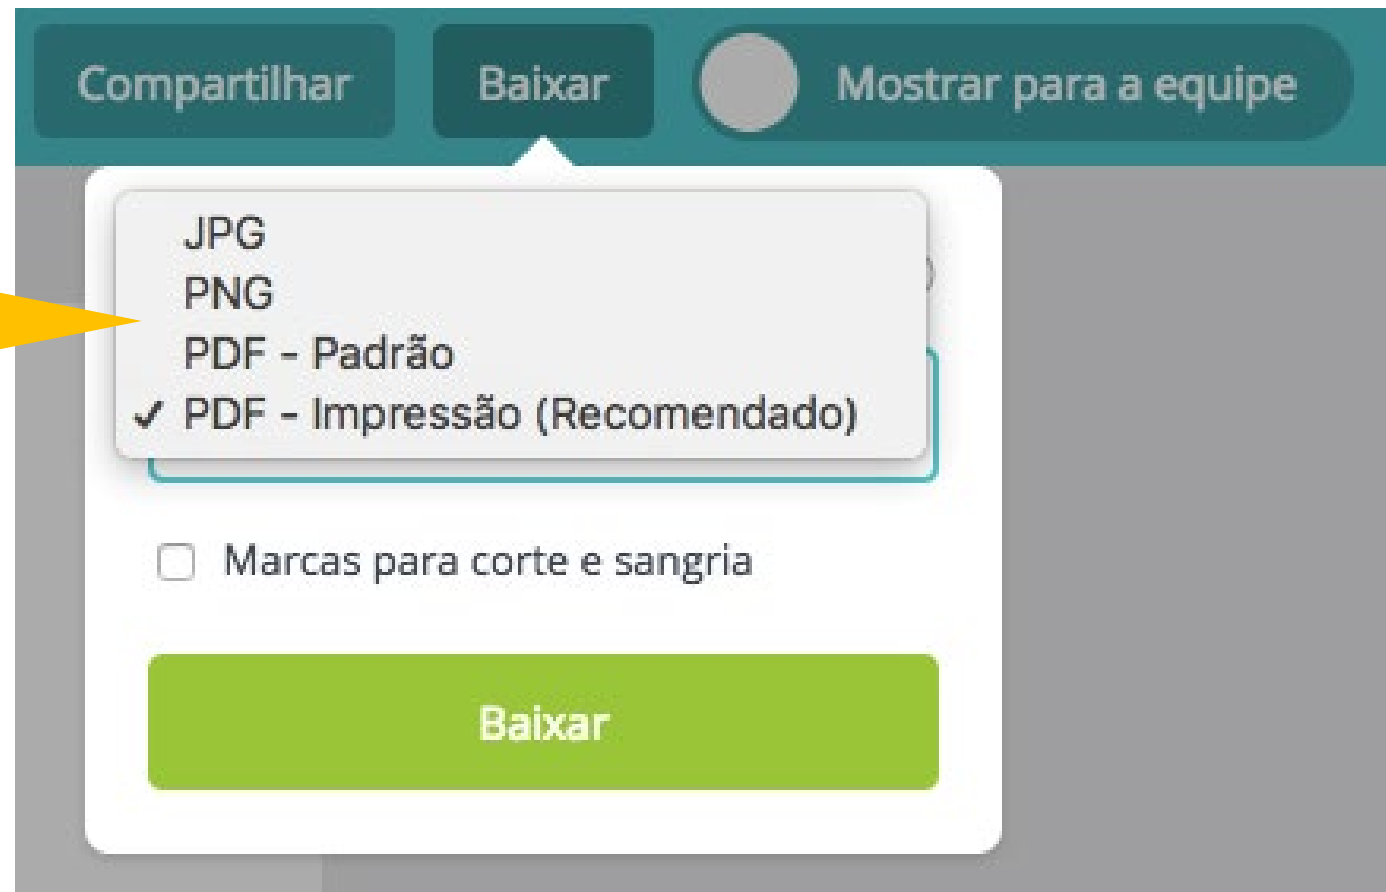 Compartilhar Baixar Mostrar para a equipe
JPG
PNG
PDF - Padrão
✓ PDF - Impressão (Recomendado)
Marcas para corte e sangria
Baixar